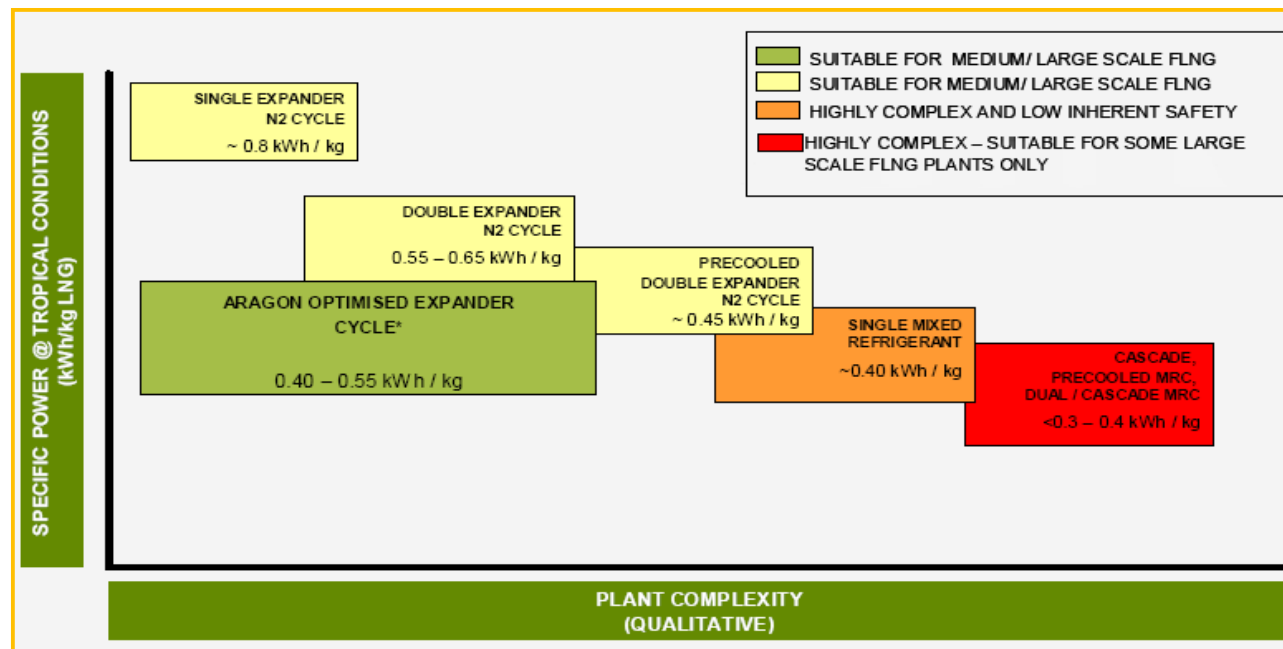 SUITABLE FOR MEDIUM/ LARGE SCALE FLNG
SUITABLE FOR MEDIUM/ LARGE SCALE FLNG
HIGHLY COMPLEX AND LOW INHERENT SAFETY
HIGHLY COMPLEX – SUITABLE FOR SOME LARGE
SCALE FLNG PLANTS ONLY
SPECIFIC POWER @ TROPICAL CONDITIONS
(kWh/kg LNG)
SINGLE EXPANDER
N2 CYCLE
~ 0.8 kWh / kg
DOUBLE EXPANDER
N2 CYCLE
0.55 – 0.65 kWh / kg
ARAGON OPTIMISED EXPANDER
CYCLE*
0.40 – 0.55 kWh / kg
PRECOOLED
DOUBLE EXPANDER
N2 CYCLE
~ 0.45 kWh / kg
SINGLE MIXED
REFRIGERANT
~0.40 kWh / kg
CASCADE,
PRECOOLED MRC,
DUAL / CASCADE MRC
<0.3 – 0.4 kWh / kg
PLANT COMPLEXITY
(QUALITATIVE)